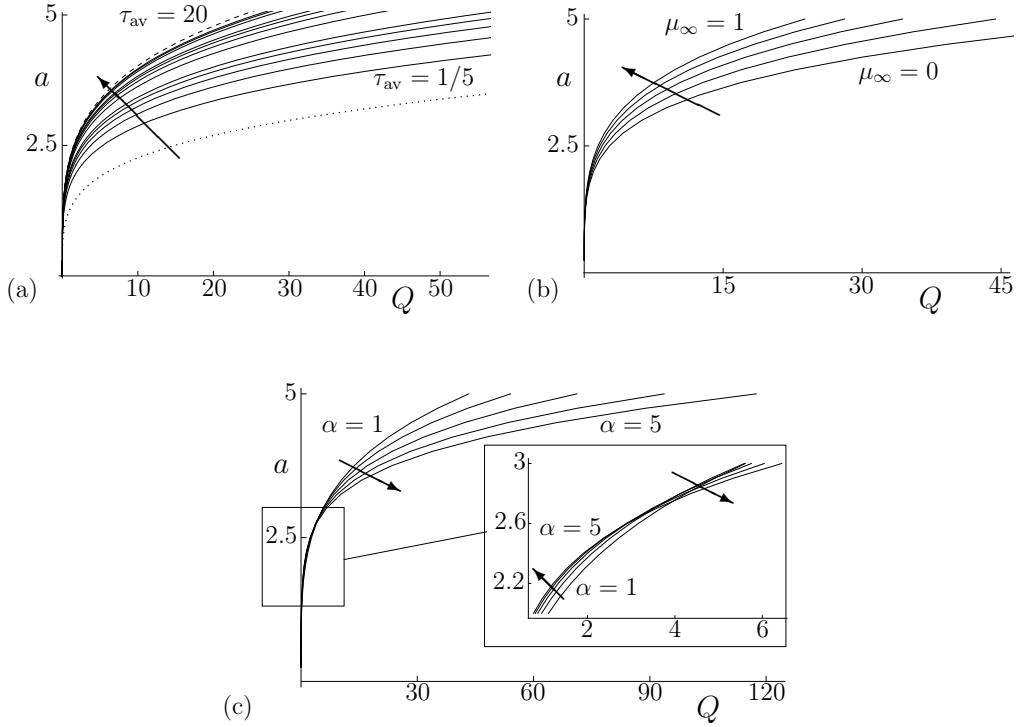 5
τ_av = 20
μ_∞ = 1
a
τ_av = 1/5
μ_∞ = 0
2.5
10 20 30 40 50
(a)
Q
5
a
2.5
15 30 45
(b)
Q
5
α = 1
α = 5
a
2.5
3
2.6
α = 5
2.2
α = 1
2 4 6
30 60 90 120
(c)
Q